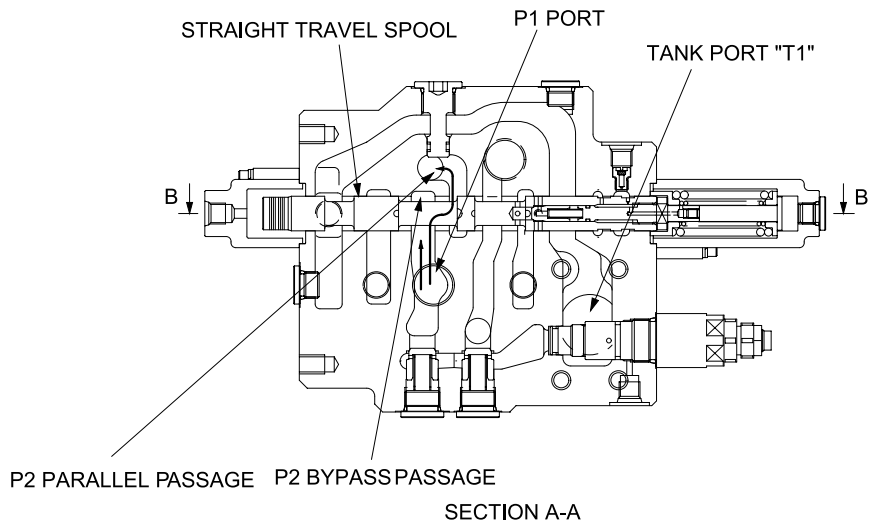 P1 PORT
STRAIGHT TRAVEL SPOOL
TANK PORT "T1"
B
B
P2 PARALLEL PASSAGE
P2 BYPASS PASSAGE
SECTION A-A